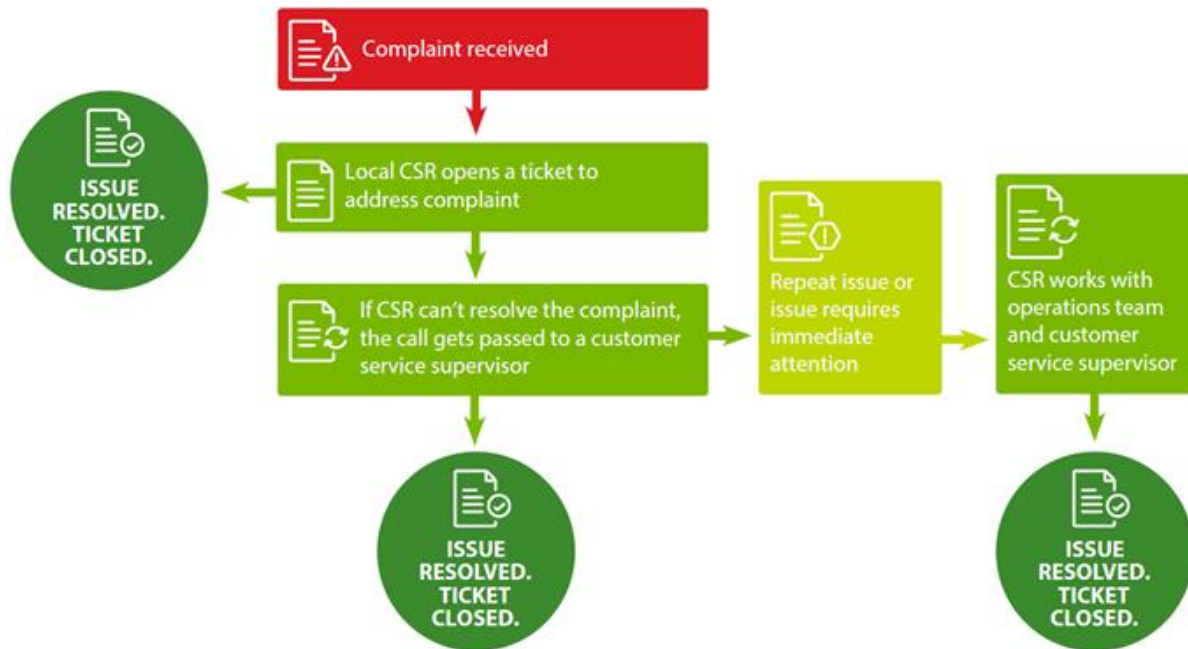 Complaint received
Local CSR opens a ticket to
address complaint
ISSUE
RESOLVED.
TICKET
CLOSED.
If CSR can’t resolve the complaint,
the call gets passed to a customer
service supervisor
Repeat issue or
issue requires
immediate
attention
CSR works with
operations team
and customer
service supervisor
ISSUE
RESOLVED.
TICKET
CLOSED.
ISSUE
RESOLVED.
TICKET
CLOSED.